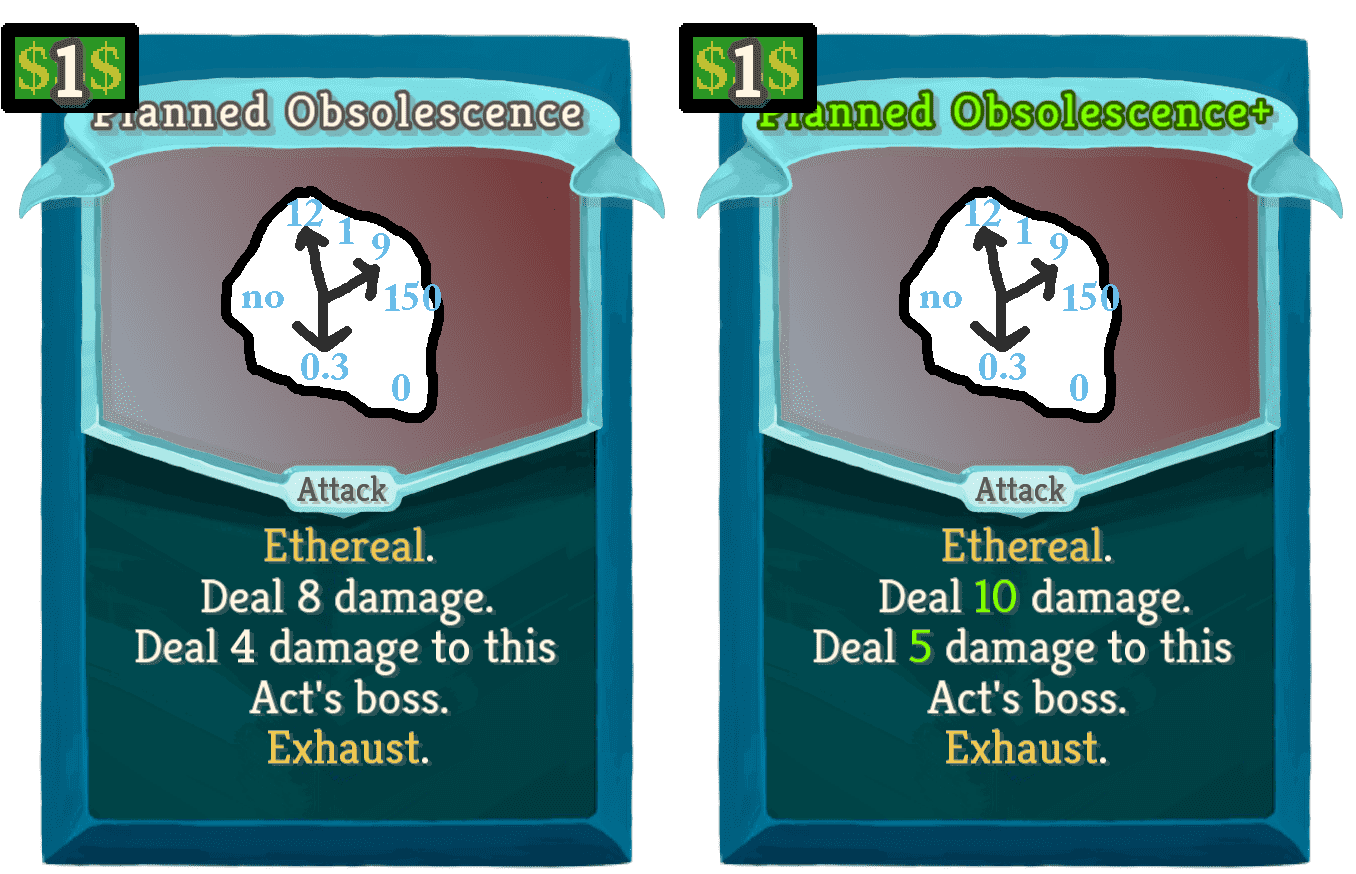 $1$
Planned Obsolescence
12
1
9
no
150
0.3
0
Attack
Ethereal.
Deal 8 damage.
Deal 4 damage to this
Act's boss.
Exhaust.
$1$
Planned Obsolescence+
12
1
9
no
150
0.3
0
Attack
Ethereal.
Deal 10 damage.
Deal 5 damage to this
Act's boss.
Exhaust.